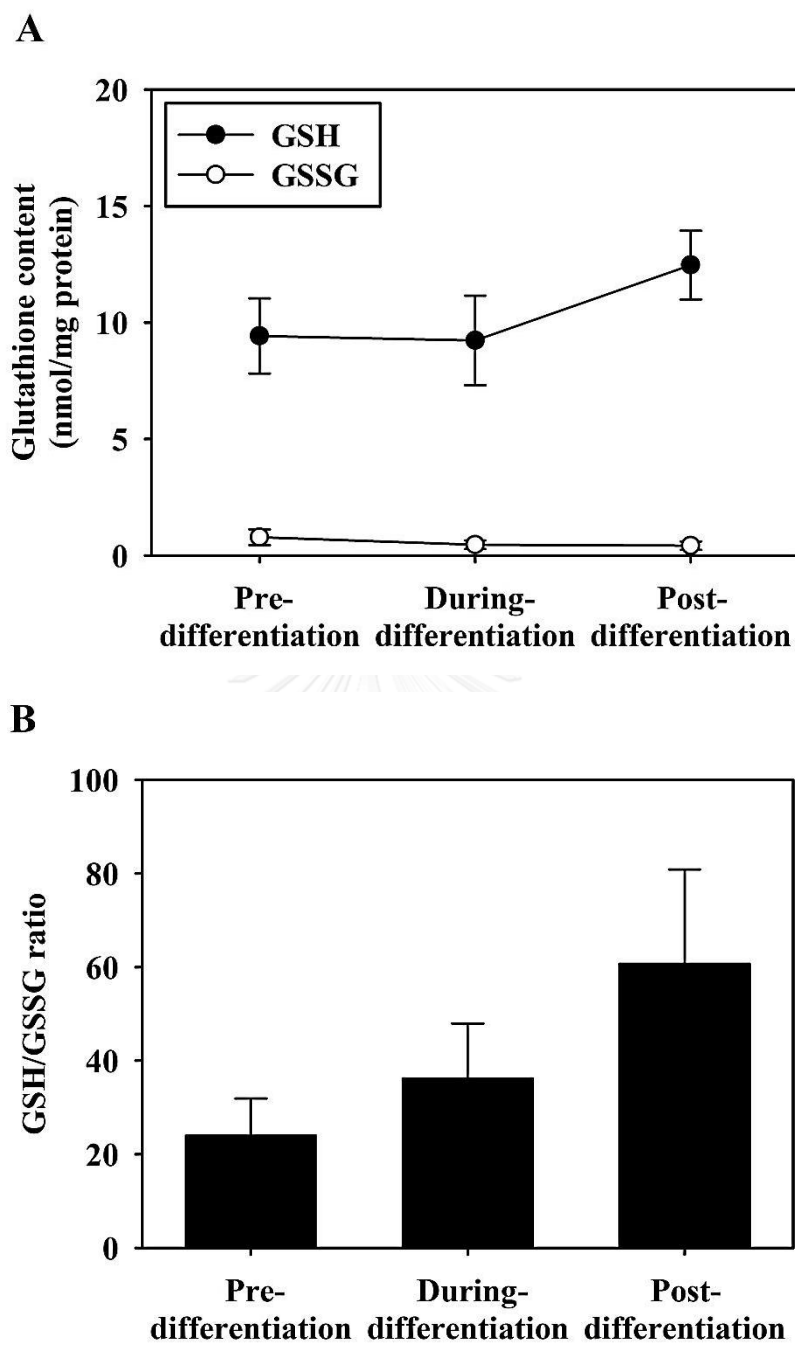 A
20
15
10
5
0
Glutathione content
(nmol/mg protein)
GSH
GSSG
Pre-
differentiation
During-
differentiation
Post-
differentiation
B
100
80
60
40
20
0
GSH/GSSG ratio
Pre-
differentiation
During-
differentiation
Post-
differentiation